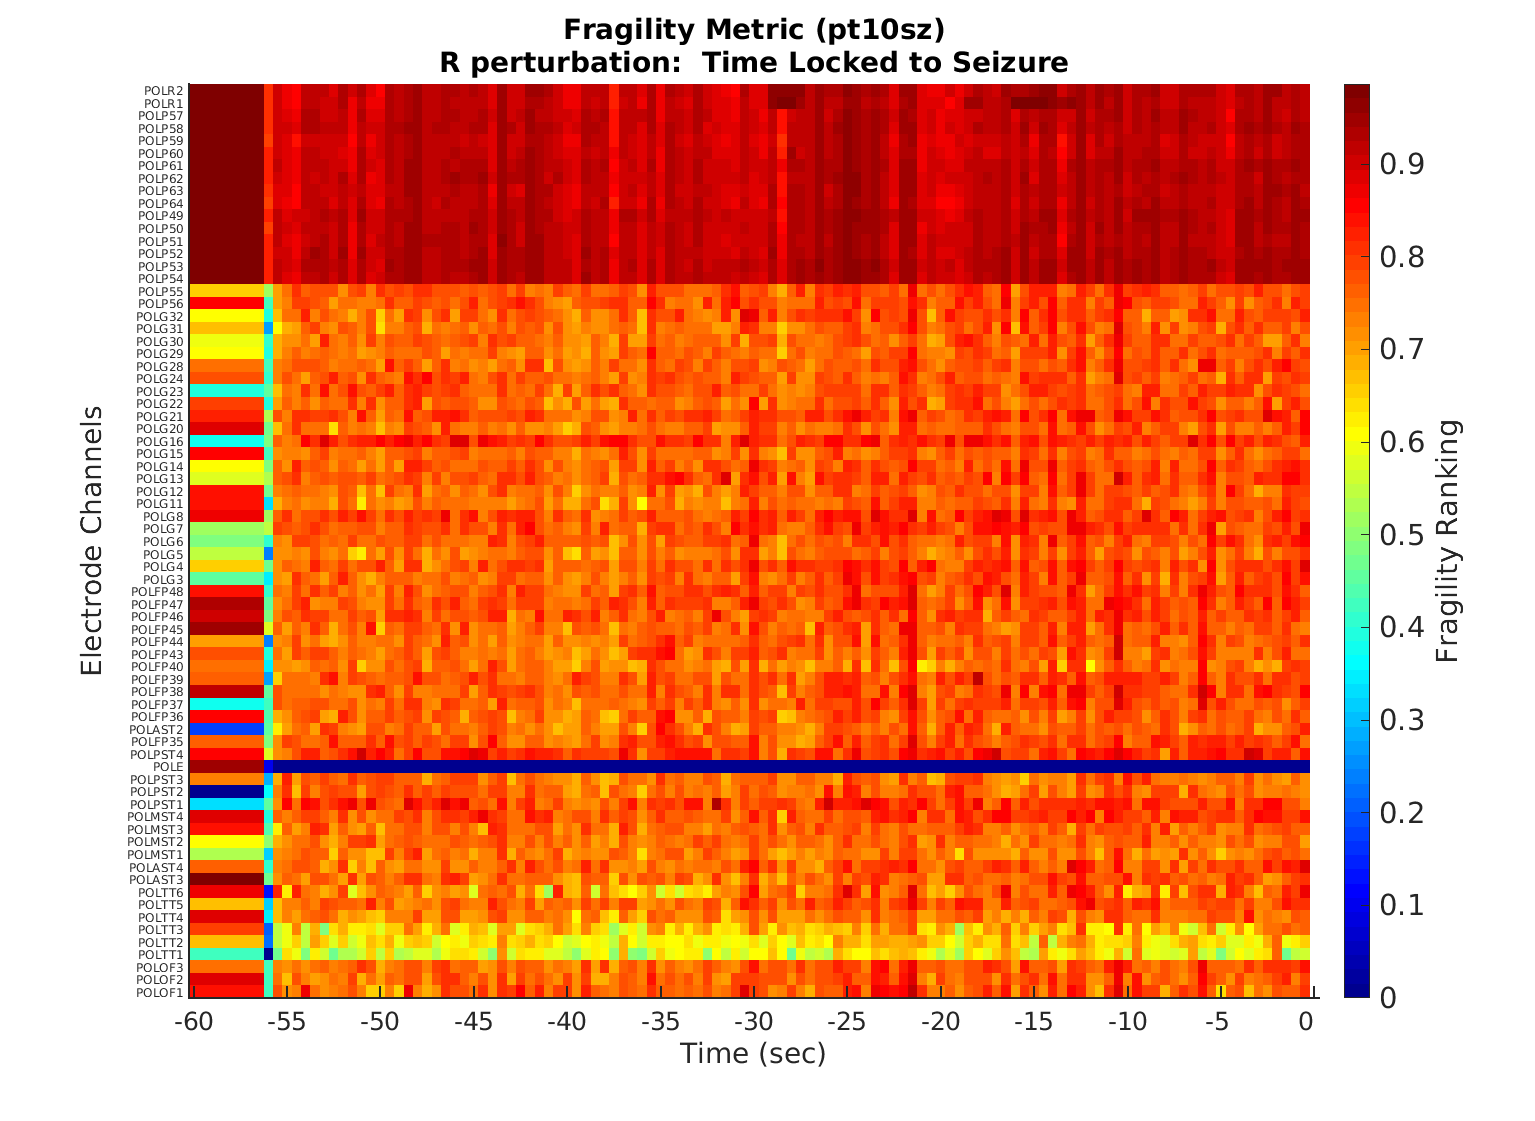 Fragility Metric (pt10sz)
R perturbation:  Time Locked to Seizure
Electrode Channels
POLR2
POLR1
POLP57
POLP58
POLP59
POLP60
POLP61
POLP62
POLP63
POLP64
POLP49
POLP50
POLP51
POLP52
POLP53
POLP54
POLP55
POLP56
POLG32
POLG31
POLG30
POLG29
POLG28
POLG24
POLG23
POLG22
POLG21
POLG20
POLG16
POLG15
POLG14
POLG13
POLG12
POLG11
POLG8
POLG7
POLG6
POLG5
POLG4
POLG3
POLFP48
POLFP47
POLFP46
POLFP45
POLFP44
POLFP43
POLFP40
POLFP39
POLFP38
POLFP37
POLFP36
POLAST2
POLFP35
POLPST4
POLE
POLPST3
POLPST2
POLPST1
POLMST4
POLMST3
POLMST2
POLMST1
POLAST4
POLAST3
POLTT6
POLTT5
POLTT4
POLTT3
POLTT2
POLTT1
POLOF3
POLOF2
POLOF1
-60 -55 -50 -45 -40 -35 -30 -25 -20 -15 -10 -5 0
Time (sec)
0.9
0.8
0.7
0.6
0.5
0.4
0.3
0.2
0.1
0
Fragility Ranking